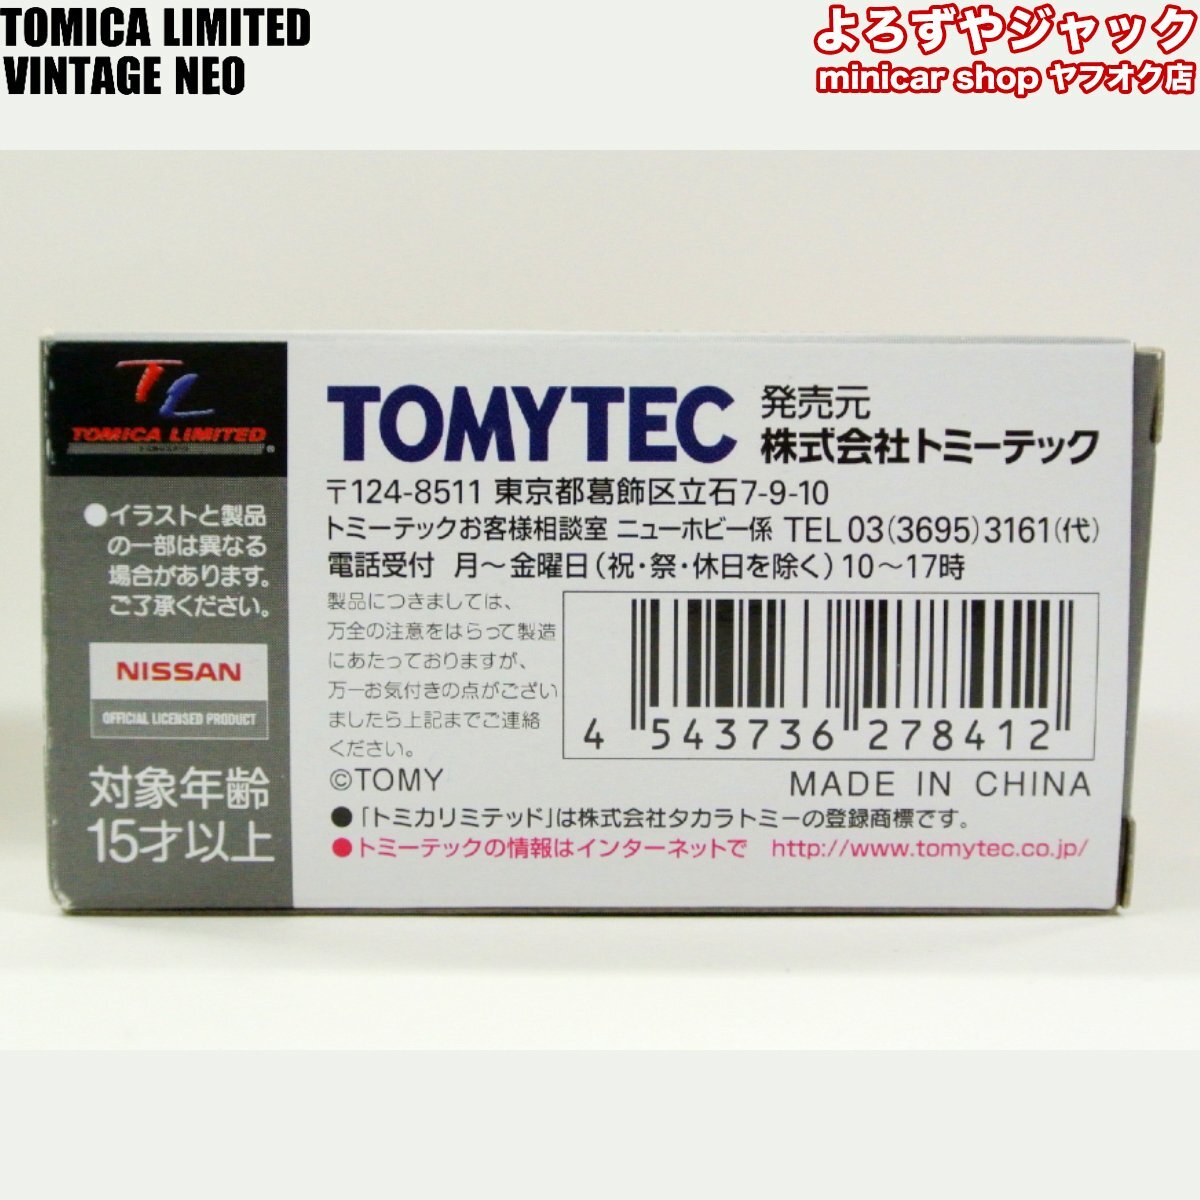 TOMICA LIMITED
VINTAGE NEO
よろずやジャック
minicar shop ヤフオク店
TL
TOMICA LIMITED
®
●イラストと製品
の一部は異なる
場合があります。
ご了承ください。
NISSAN
OFFICIAL LICENSED PRODUCT
対象年齢
15才以上
TOMYTEC
発売元
株式会社トミーテック
〒124-8511 東京都葛飾区立石7-9-10
トミーテックお客様相談室 ニューホビー係 TEL 03(3695)3161(代)
電話受付 月～金曜日(祝・祭・休日を除く)10～17時
製品につきましては、
万全の注意をはらって製造
にあたっておりますが、
万一お気付きの点がござい
ましたら上記までご連絡
ください。
4 543736 278412
©TOMY
MADE IN CHINA
●「トミカリミテッド」は株式会社タカラトミーの登録商標です。
●トミーテックの情報はインターネットで http://www.tomytec.co.jp/